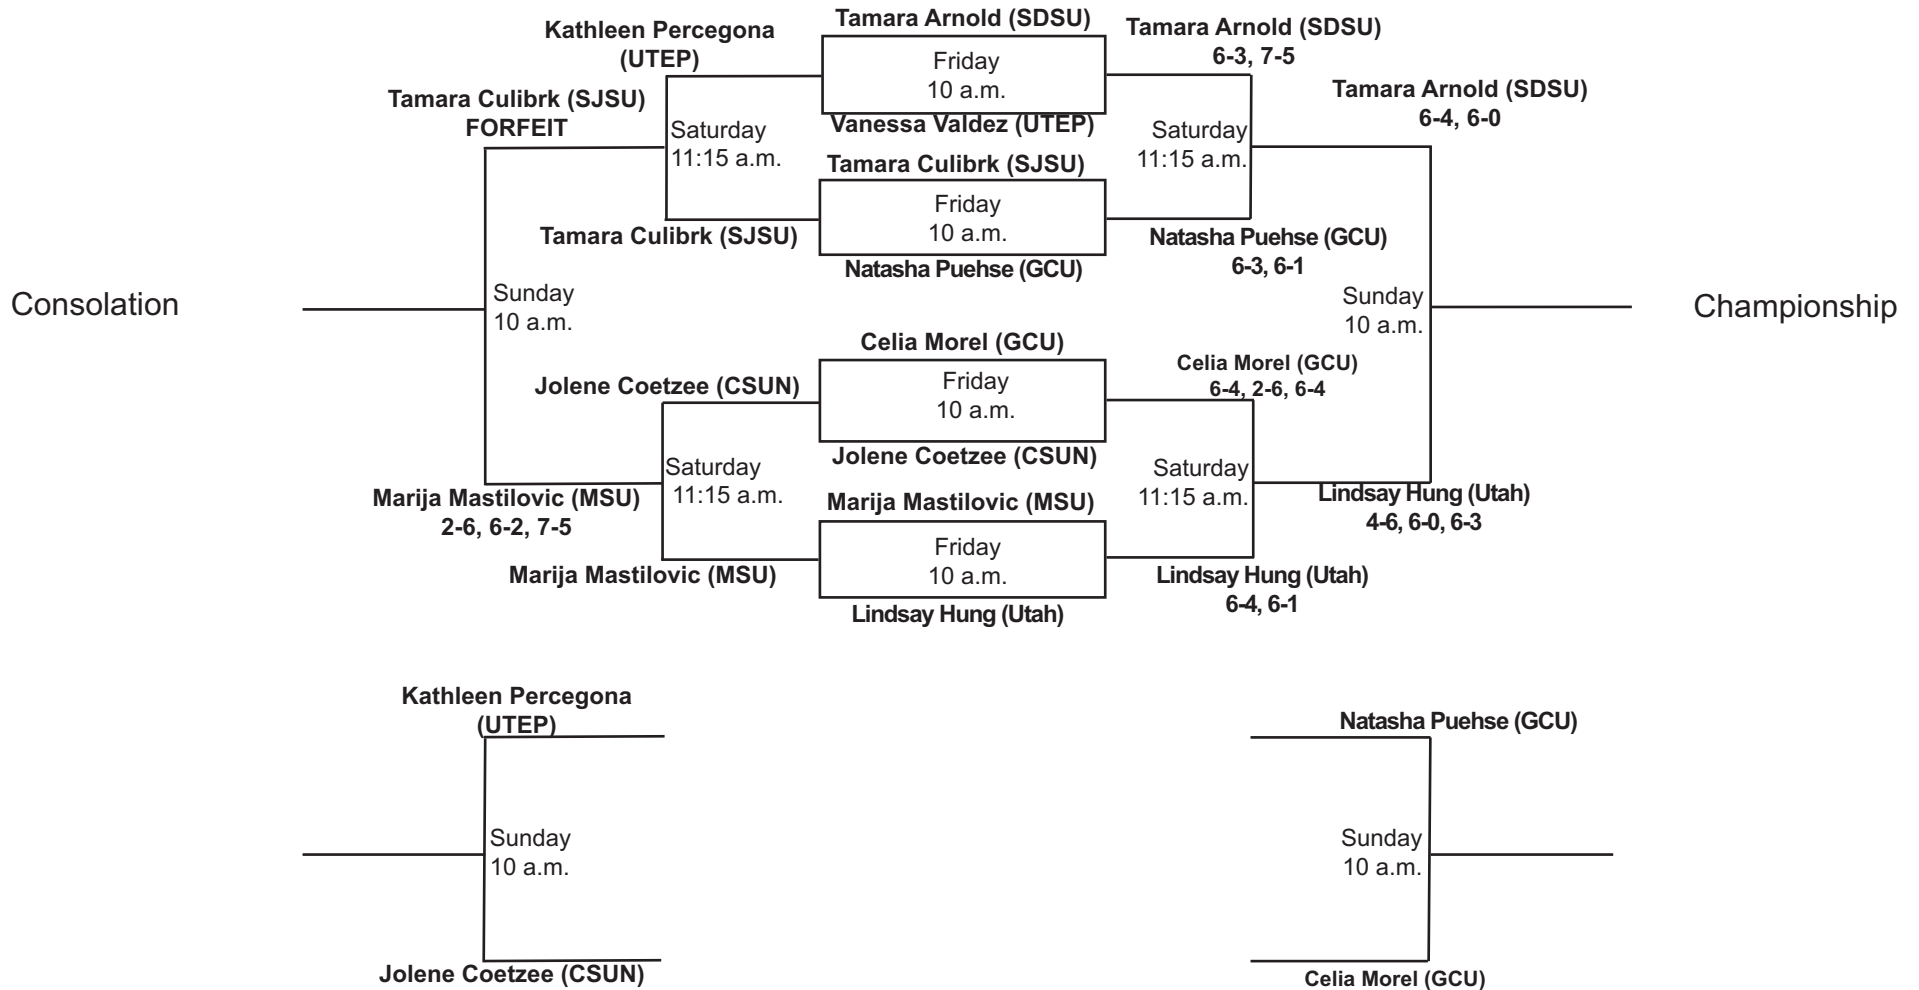 Tamara Arnold (SDSU)
Kathleen Percegona
(UTEP)
Friday
10 a.m.
Tamara Arnold (SDSU)
6-3, 7-5
Tamara Culibrk (SJSU)
FORFEIT
Tamara Arnold (SDSU)
6-4, 6-0
Saturday
11:15 a.m.
Vanessa Valdez (UTEP)
Saturday
11:15 a.m.
Tamara Culibrk (SJSU)
Friday
10 a.m.
Tamara Culibrk (SJSU)
Natasha Puehse (GCU)
Natasha Puehse (GCU)
6-3, 6-1
Consolation
Sunday
10 a.m.
Sunday
10 a.m.
Championship
Celia Morel (GCU)
Jolene Coetzee (CSUN)
Friday
10 a.m.
Celia Morel (GCU)
6-4, 2-6, 6-4
Jolene Coetzee (CSUN)
Saturday
11:15 a.m.
Saturday
11:15 a.m.
Marija Mastilovic (MSU)
2-6, 6-2, 7-5
Marija Mastilovic (MSU)
Lindsay Hung (Utah)
4-6, 6-0, 6-3
Friday
10 a.m.
Marija Mastilovic (MSU)
Lindsay Hung (Utah)
Lindsay Hung (Utah)
6-4, 6-1
Kathleen Percegona
(UTEP)
Natasha Puehse (GCU)
Sunday
10 a.m.
Sunday
10 a.m.
Jolene Coetzee (CSUN)
Celia Morel (GCU)